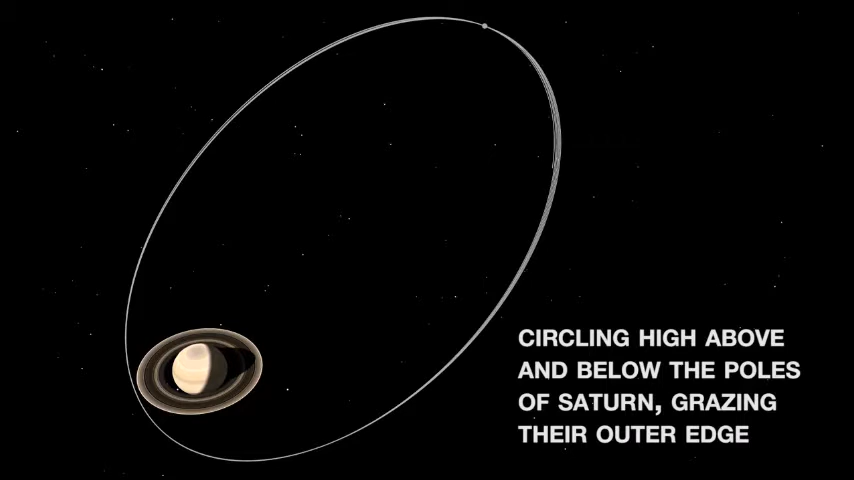 CIRCLING HIGH ABOVE
AND BELOW THE POLES
OF SATURN, GRAZING
THEIR OUTER EDGE